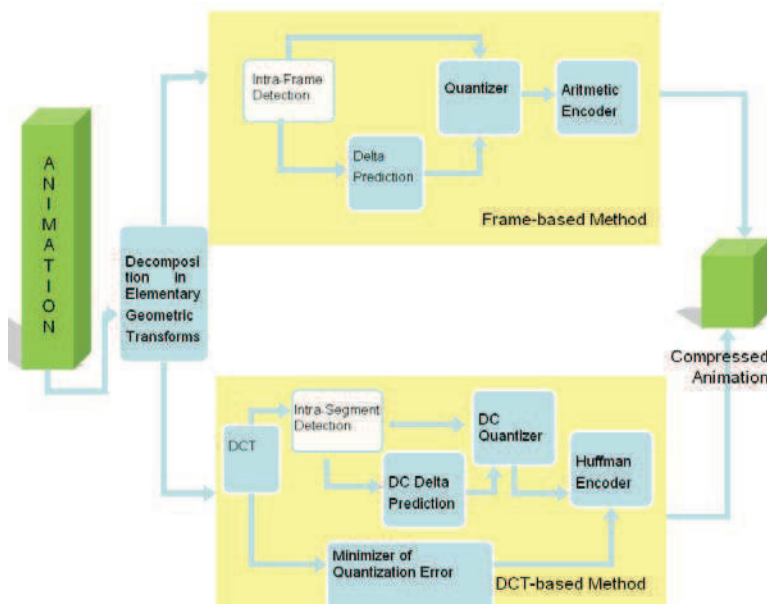 ANIMATION
Decomposi
tion in
Elementary
Geometric
Transforms
Intra-Frame
Detection
Delta
Prediction
Quantizer
Aritmetic
Encoder
Frame-based Method
DCT
Intra-Segment
Detection
DC Delta
Prediction
DC
Quantizer
Huffman
Encoder
Minimizer of
Quantization Error
DCT-based Method
Compressed
Animation